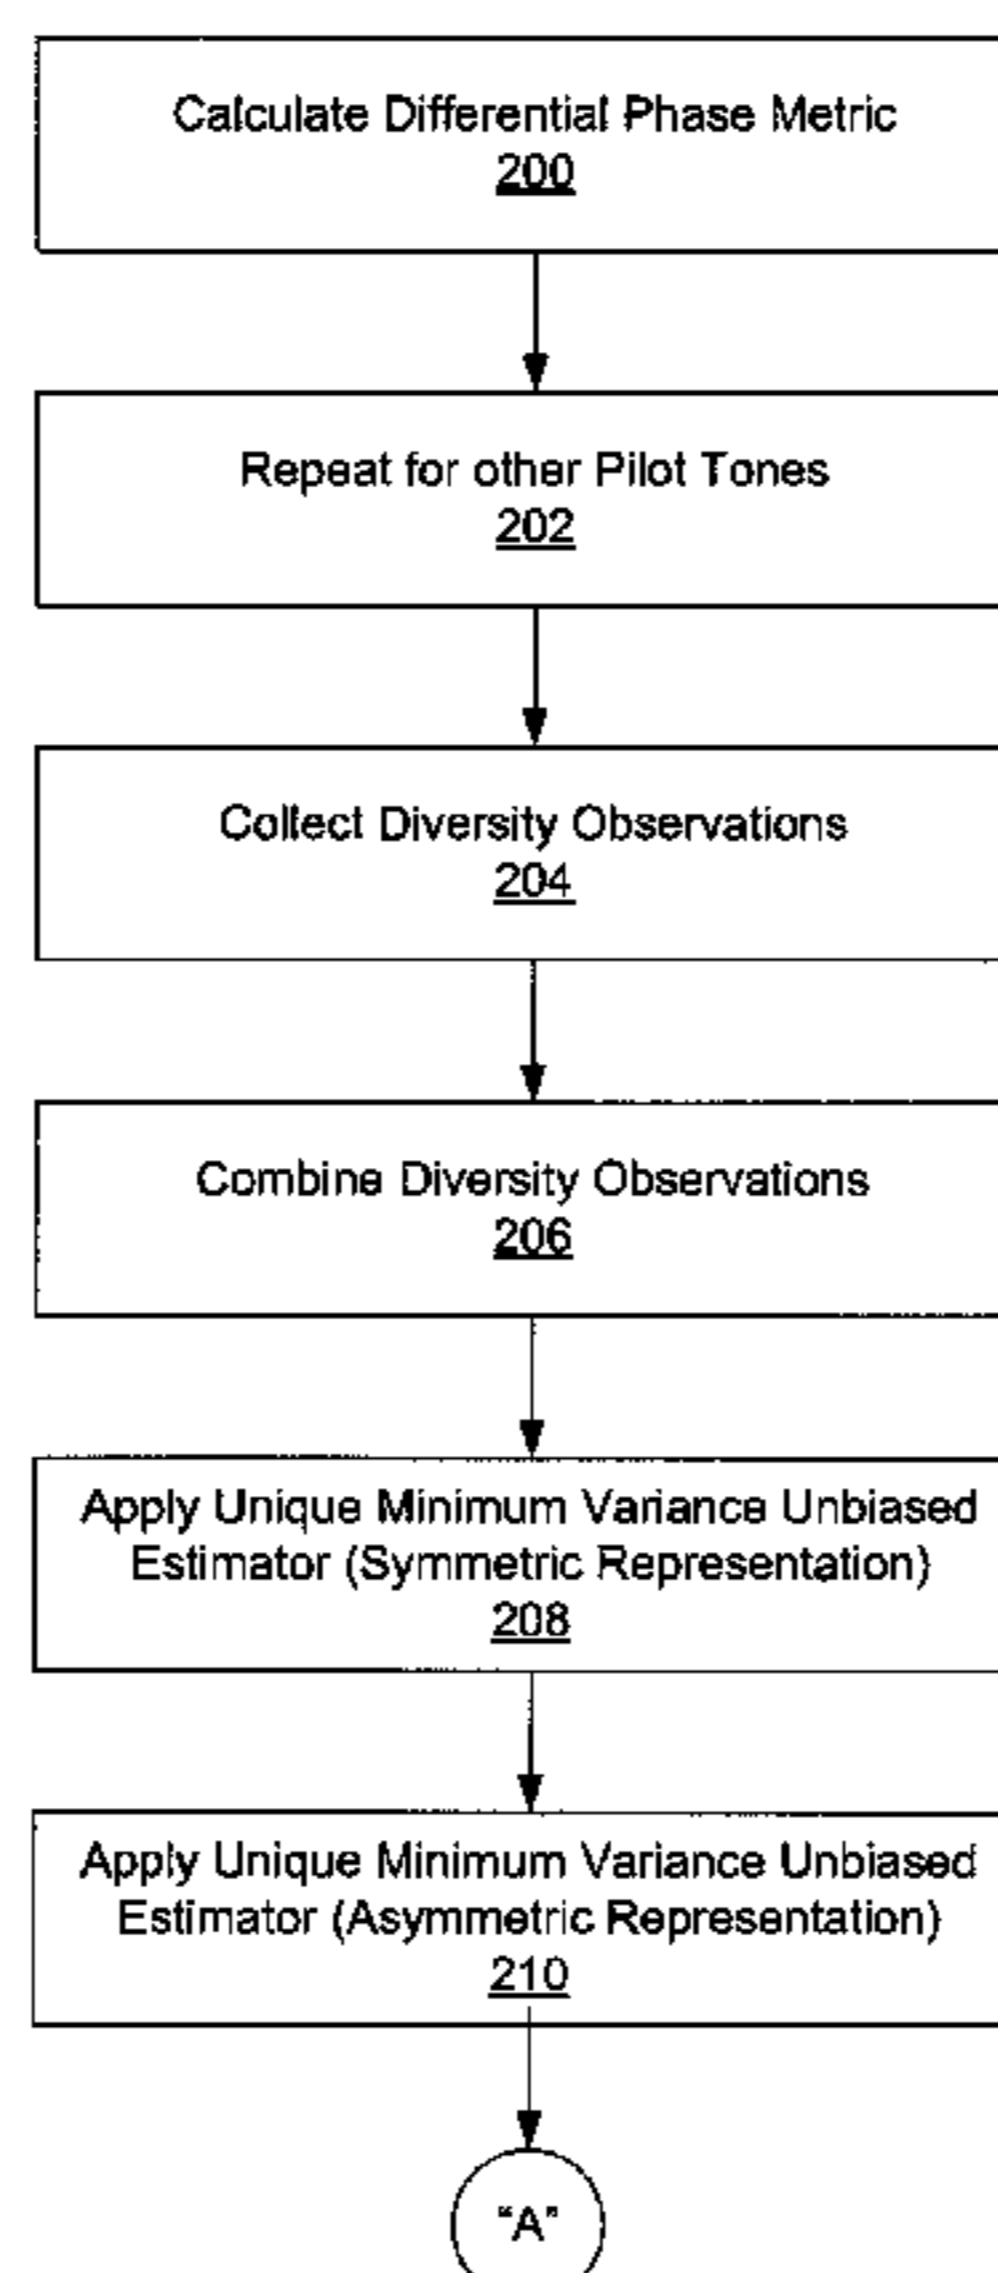 Calculate Differential Phase Metric
200
Repeat for other Pilot Tones
202
Collect Diversity Observations
204
Combine Diversity Observations
206
Apply Unique Minimum Variance Unbiased
Estimator (Symmetric Representation)
208
Apply Unique Minimum Variance Unbiased
Estimator (Asymmetric Representation)
210
"A"